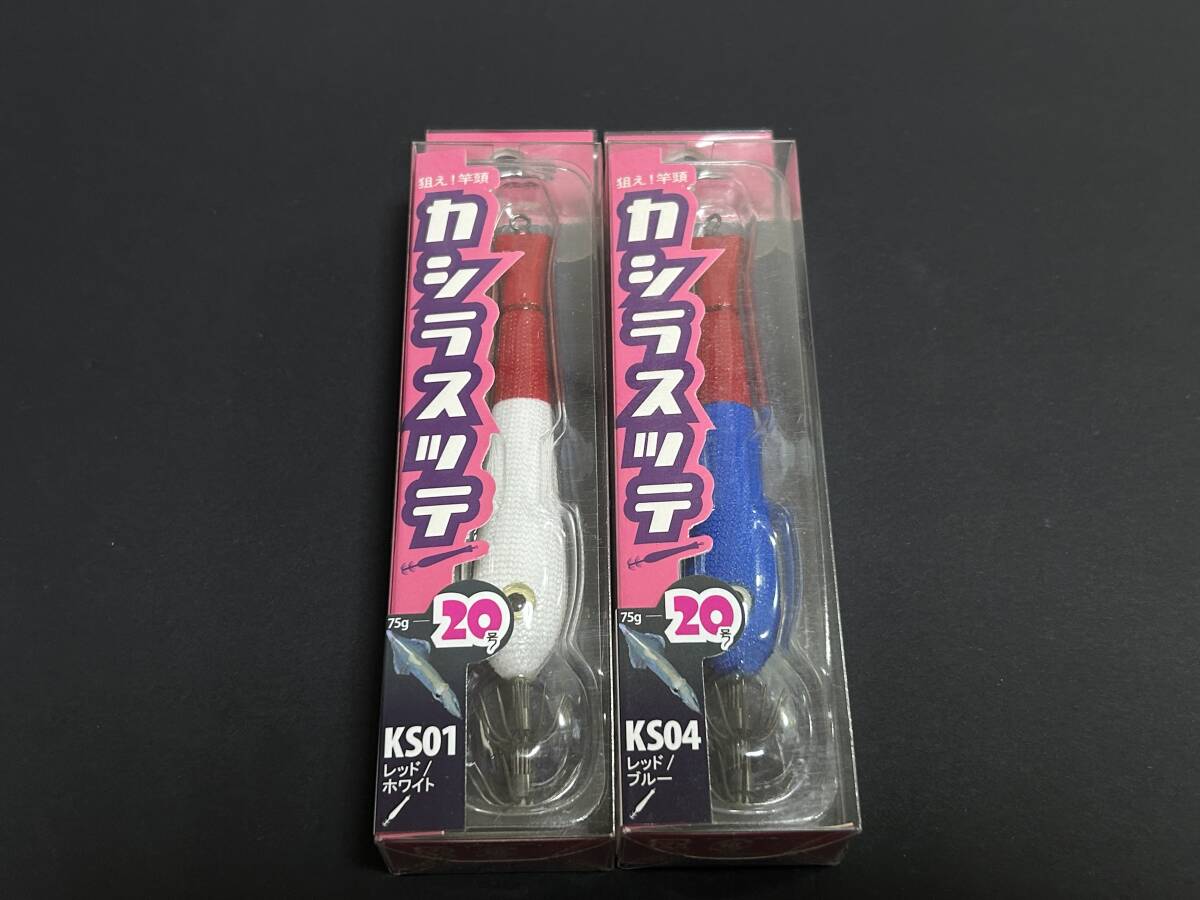 狙え！竿頭
カシラスッテ
75g
20号
KS01
レッド/
ホワイト
狙え！竿頭
カシラスッテ
75g
20号
KS04
レッド/
ブルー